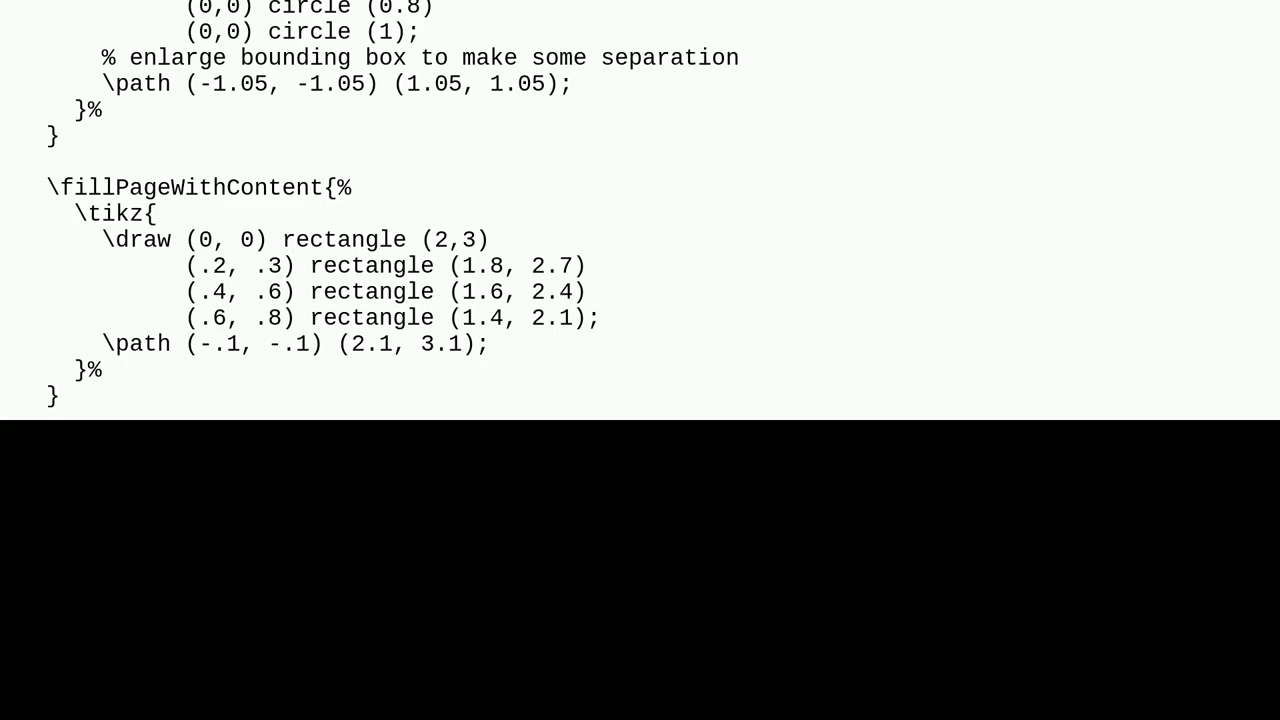 (0,0) circle (0.8)
(0,0) circle (1);
% enlarge bounding box to make some separation
\path (-1.05, -1.05) (1.05, 1.05);
}%
}
\fillPageWithContent{%
\tikz{
\draw (0, 0) rectangle (2,3)
(.2, .3) rectangle (1.8, 2.7)
(.4, .6) rectangle (1.6, 2.4)
(.6, .8) rectangle (1.4, 2.1);
\path (-.1, -.1) (2.1, 3.1);
}%
}